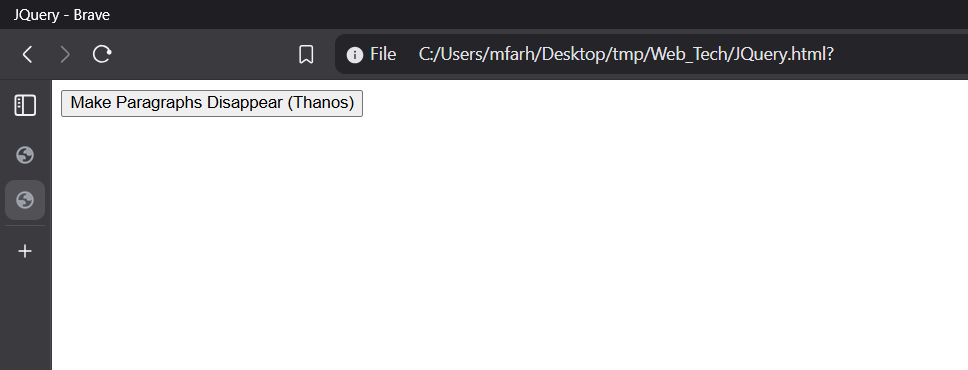 JQuery - Brave
File C:/Users/mfarh/Desktop/tmp/Web_Tech/JQuery.html?
Make Paragraphs Disappear (Thanos)